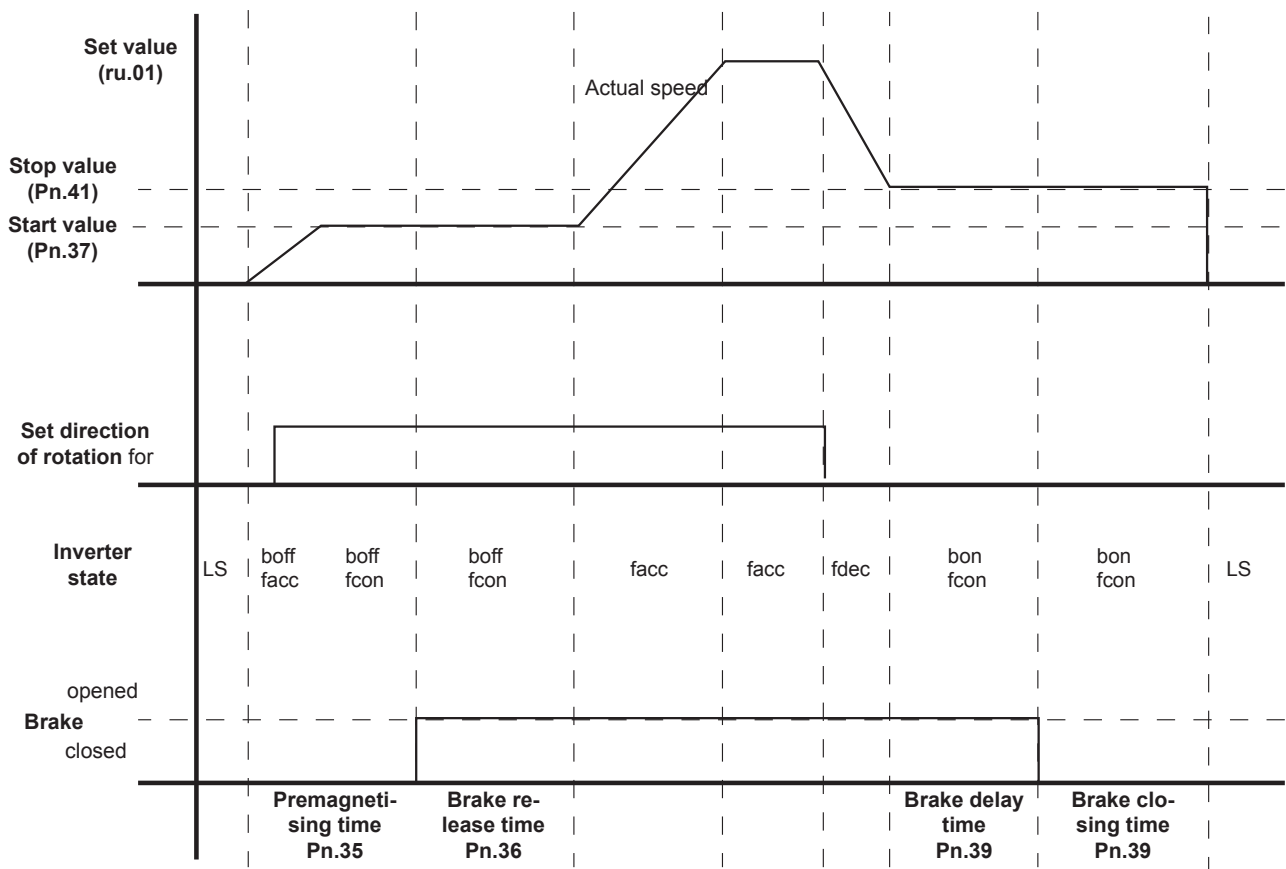 Set value
(ru.01)
Actual speed
Stop value
(Pn.41)
Start value
(Pn.37)
Set direction
of rotation for
Inverter
state
LS
boff
facc
boff
fcon
boff
fcon
facc
facc
fdec
bon
fcon
bon
fcon
LS
opened
Brake
closed
Premagneti-
sing time
Pn.35
Brake re-
lease time
Pn.36
Brake delay
time
Pn.39
Brake clo-
sing time
Pn.39